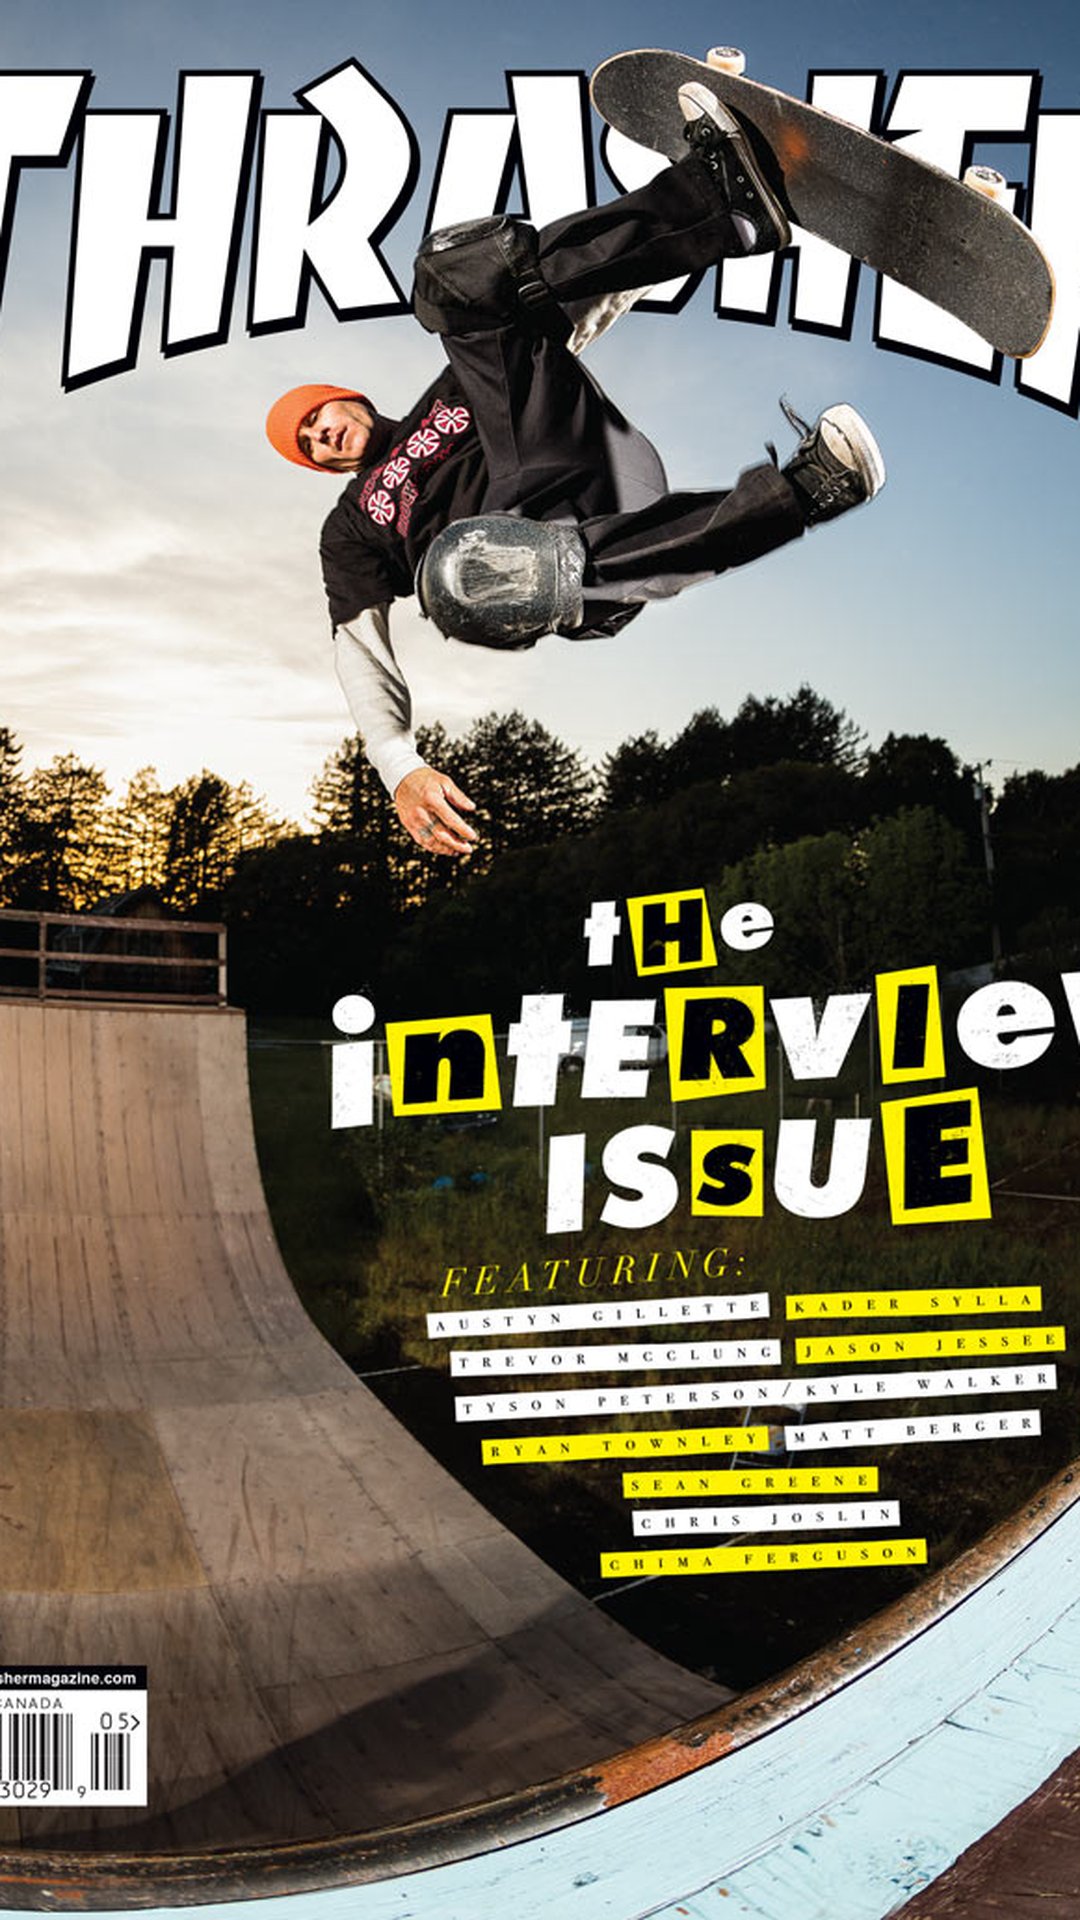 THRASHER
tHe
intERvIew
ISsUE
FEATURING:
AUSTYN GILLETTE KADER SYLLA
TREVOR MCCLUNG JASON JESSEE
TYSON PETERSON/KYLE WALKER
RYAN TOWNLEY MATT BERGER
SEAN GREENE
CHRIS JOSLIN
CHIMA FERGUSON
shermagazine.com
CANADA
05>
3029 9